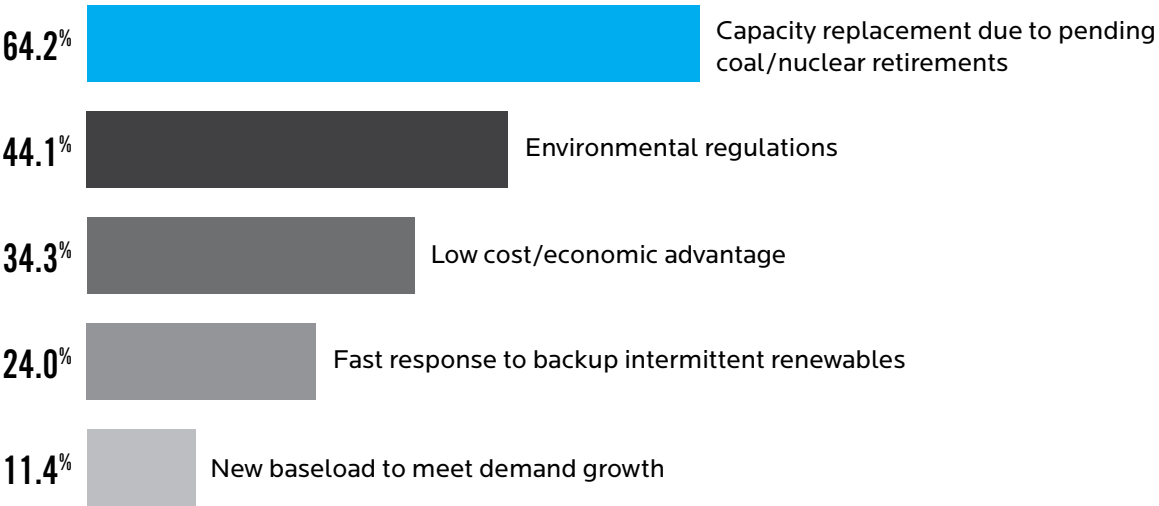 64.2%
Capacity replacement due to pending
coal/nuclear retirements
44.1%
Environmental regulations
34.3%
Low cost/economic advantage
24.0%
Fast response to backup intermittent renewables
11.4%
New baseload to meet demand growth